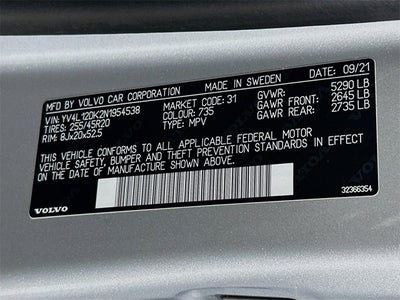 MFD BY VOLVO CAR CORPORATION MADE IN SWEDEN DATE: 09/21
VIN: YV4L12DK2N1954538 MARKET CODE: 31 GVWR: 5290 LB
TIRES: 255/45R20 COLOUR: 735 GAWR FRONT: 2645 LB
RIM: 8JX20X52.5 TYPE: MPV GAWR REAR: 2735 LB
THIS VEHICLE CONFORMS TO ALL APPLICABLE FEDERAL MOTOR
VEHICLE SAFETY, BUMPER AND THEFT PREVENTION STANDARDS
IN EFFECT ON THE DATE OF MANUFACTURE SHOWN ABOVE.
VOLVO 32366354